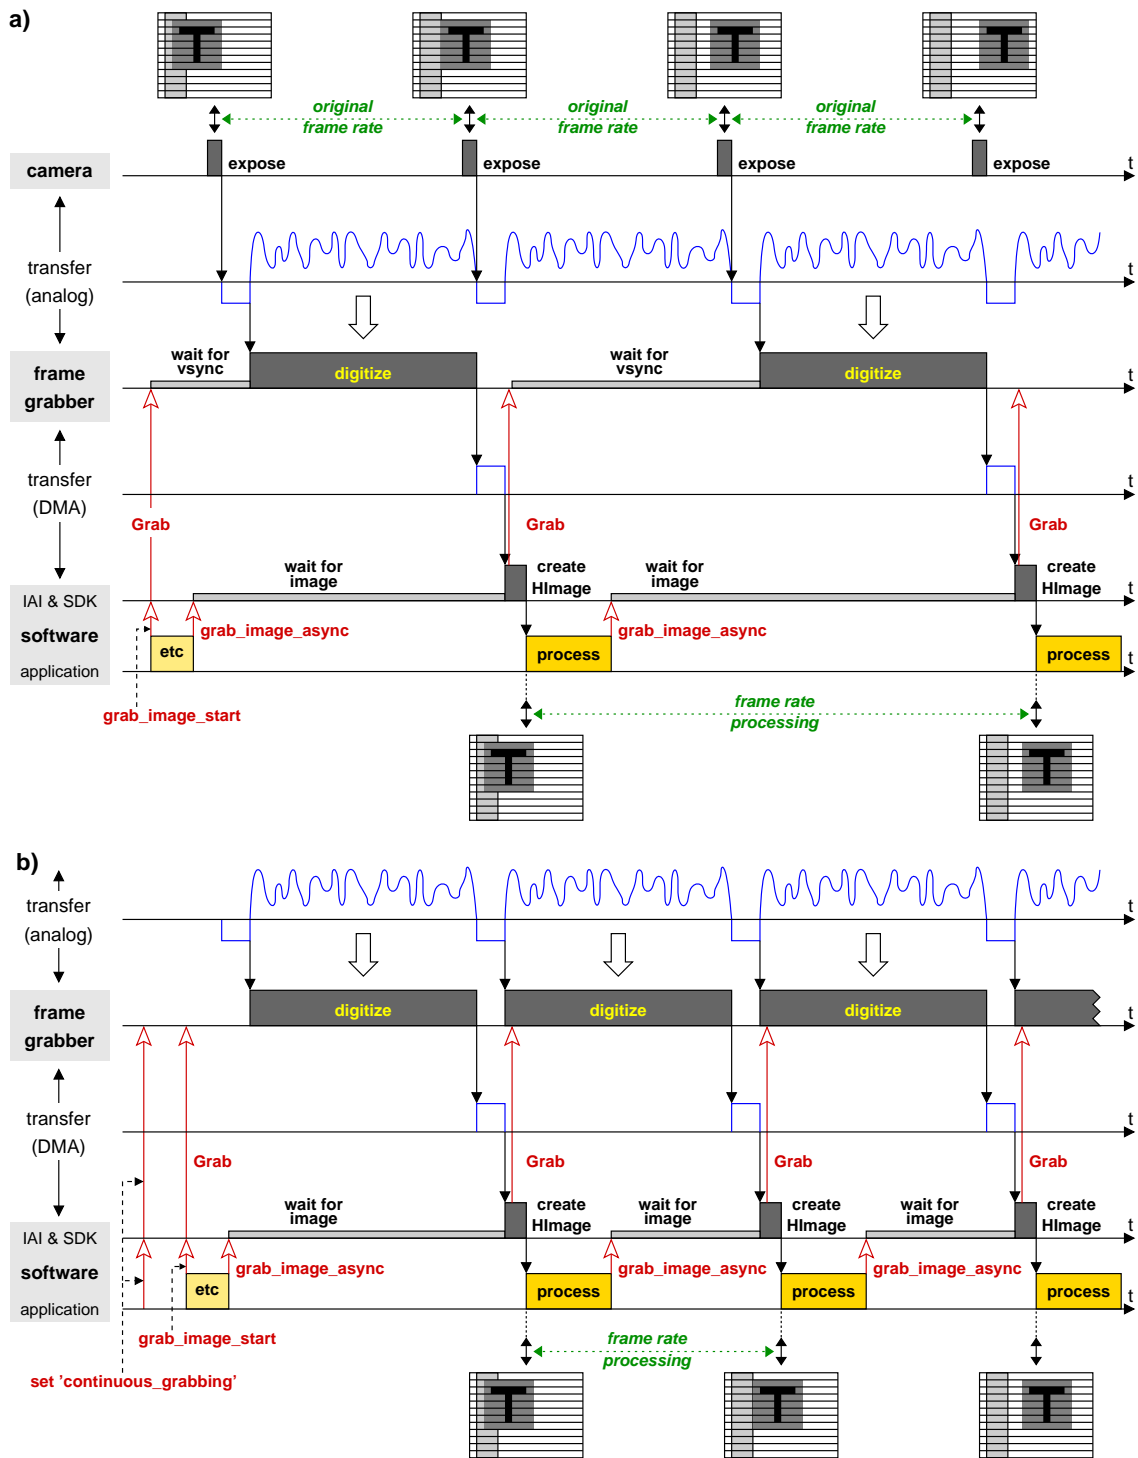 a)
original
frame rate
original
frame rate
original
frame rate
camera
expose
expose
expose
expose
t
transfer
(analog)
t
frame
grabber
wait for
vsync
digitize
wait for
vsync
digitize
t
transfer
(DMA)
t
Grab
Grab
Grab
IAI & SDK
software
application
wait for
image
create
HImage
wait for
image
create
HImage
t
etc
grab_image_async
process
grab_image_async
process
t
grab_image_start
frame rate
processing
b)
transfer
(analog)
t
frame
grabber
digitize
digitize
digitize
t
transfer
(DMA)
t
Grab
Grab
Grab
Grab
IAI & SDK
software
application
wait for
image
create
HImage
wait for
image
create
HImage
wait for
image
create
HImage
t
etc
grab_image_async
process
grab_image_async
process
grab_image_async
process
t
grab_image_start
set 'continuous_grabbing'
frame rate
processing
T
T
T
T
T
T
T
T
T